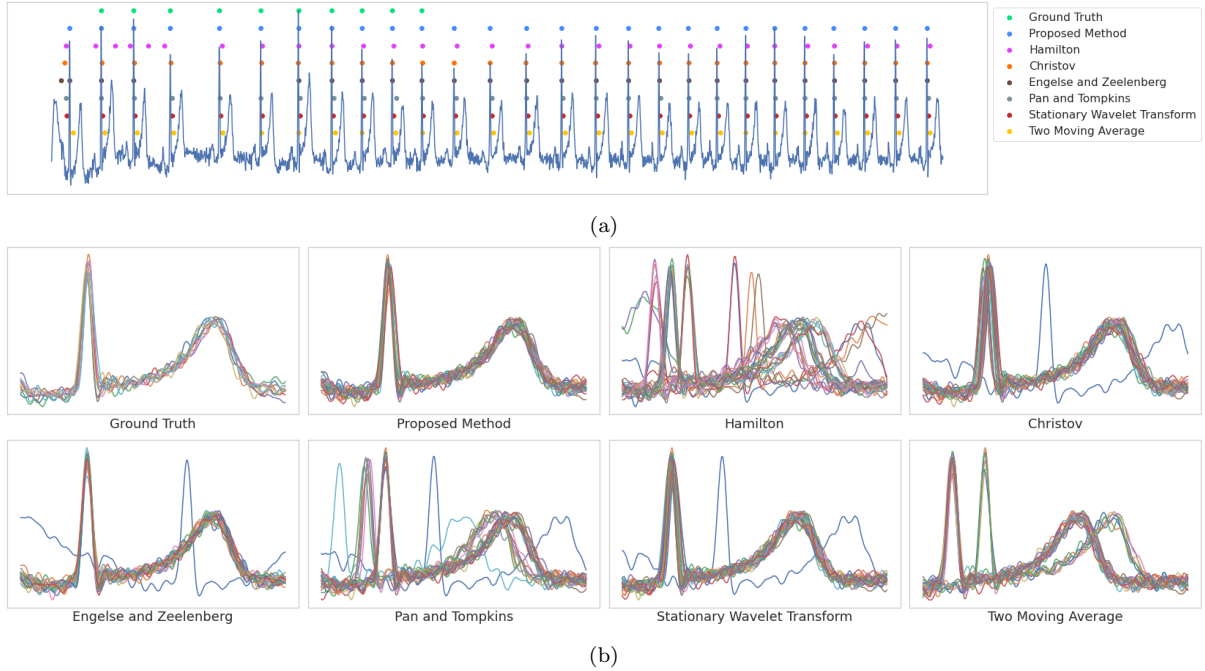 Ground Truth
Proposed Method
Hamilton
Christov
Engelse and Zeelenberg
Pan and Tompkins
Stationary Wavelet Transform
Two Moving Average
(a)
Ground Truth
Proposed Method
Hamilton
Christov
Engelse and Zeelenberg
Pan and Tompkins
Stationary Wavelet Transform
Two Moving Average
(b)